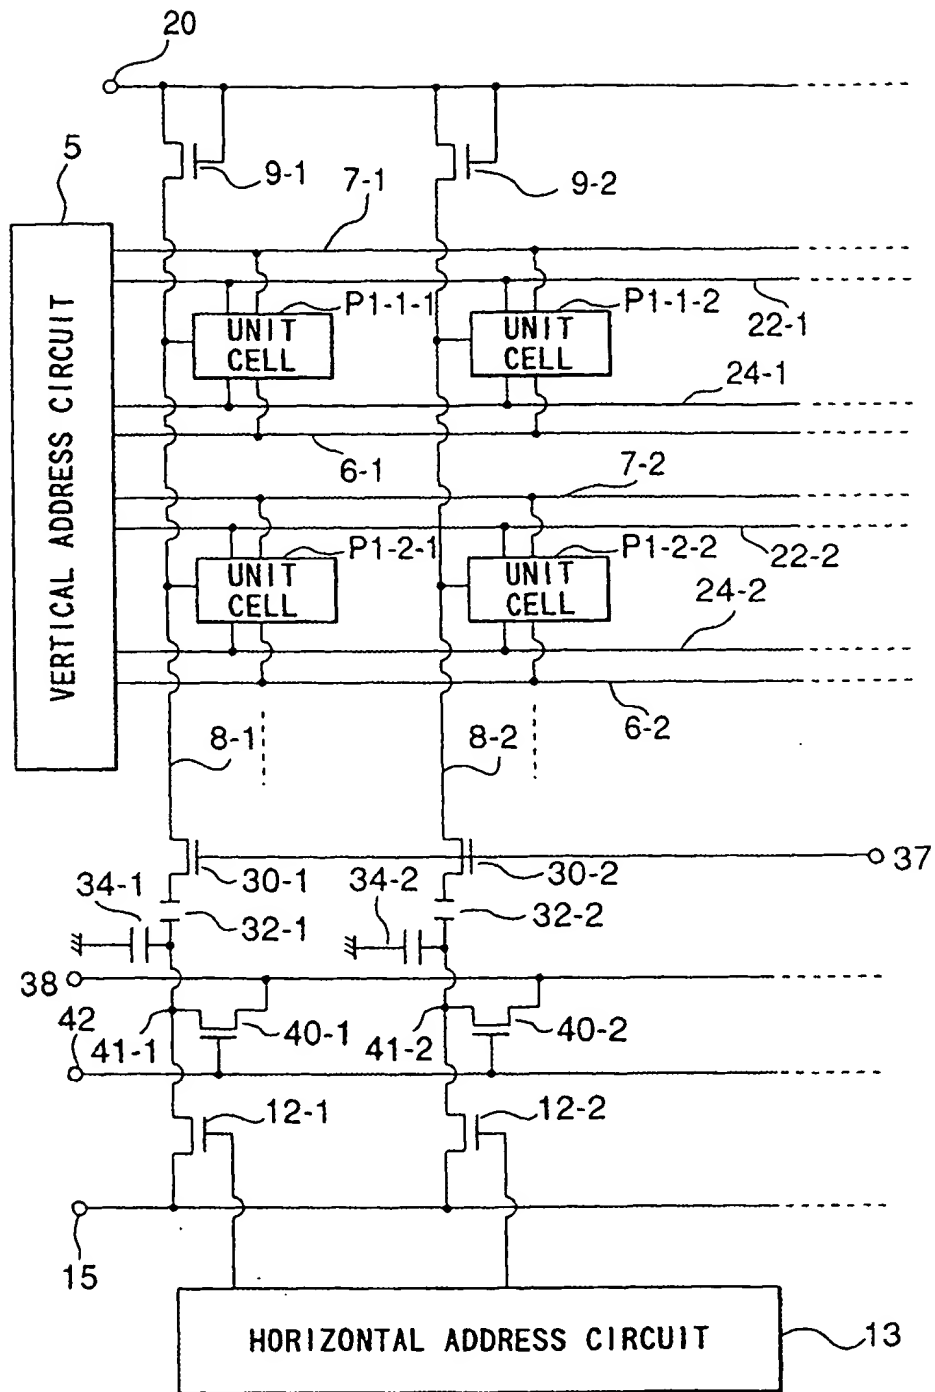 20
5
9-1
9-2
7-1
P1-1-1
P1-1-2
22-1
UNIT
CELL
UNIT
CELL
24-1
6-1
7-2
P1-2-1
P1-2-2
22-2
UNIT
CELL
UNIT
CELL
24-2
VERTICAL ADDRESS CIRCUIT
6-2
8-1
8-2
37
30-1
30-2
34-1
34-2
32-1
32-2
38
42
41-1
40-1
41-2
40-2
12-1
12-2
15
HORIZONTAL ADDRESS CIRCUIT
13